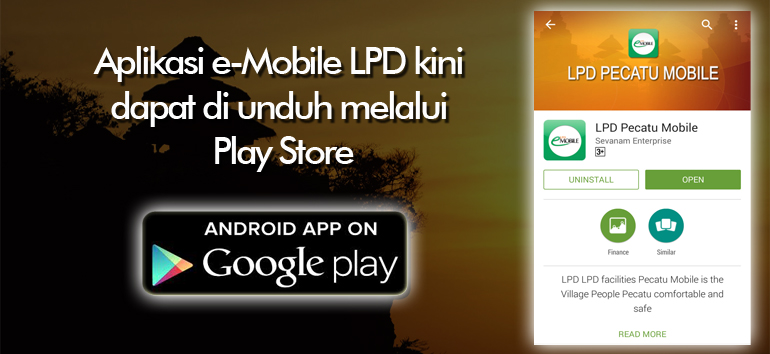 Aplikasi e-Mobile LPD kini
dapat di unduh melalui
Play Store
ANDROID APP ON
Google play
eMOBILE
LPD PECATU MOBILE
eMOBILE
LPD Pecatu Mobile
Sevanam Enterprise
3+
UNINSTALL
OPEN
Finance
Similar
LPD LPD facilities Pecatu Mobile is the
Village People Pecatu comfortable and
safe
READ MORE